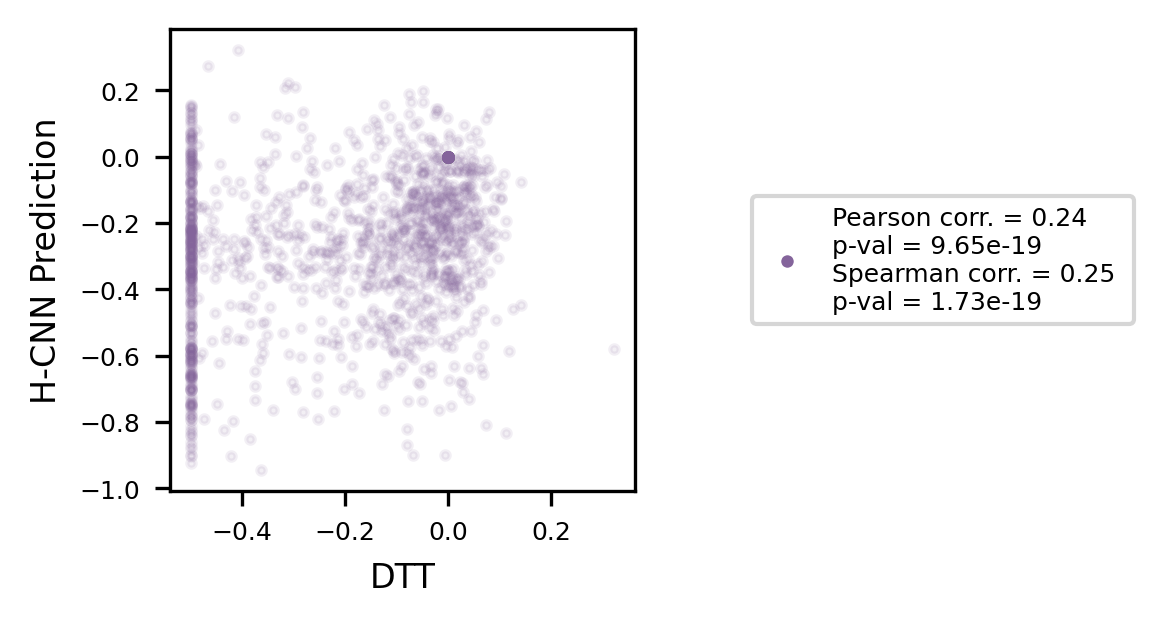 0.2
0.0
−0.2
−0.4
−0.6
−0.8
−1.0
H-CNN Prediction
−0.4
−0.2
0.0
0.2
DTT
Pearson corr. = 0.24
p-val = 9.65e-19
Spearman corr. = 0.25
p-val = 1.73e-19